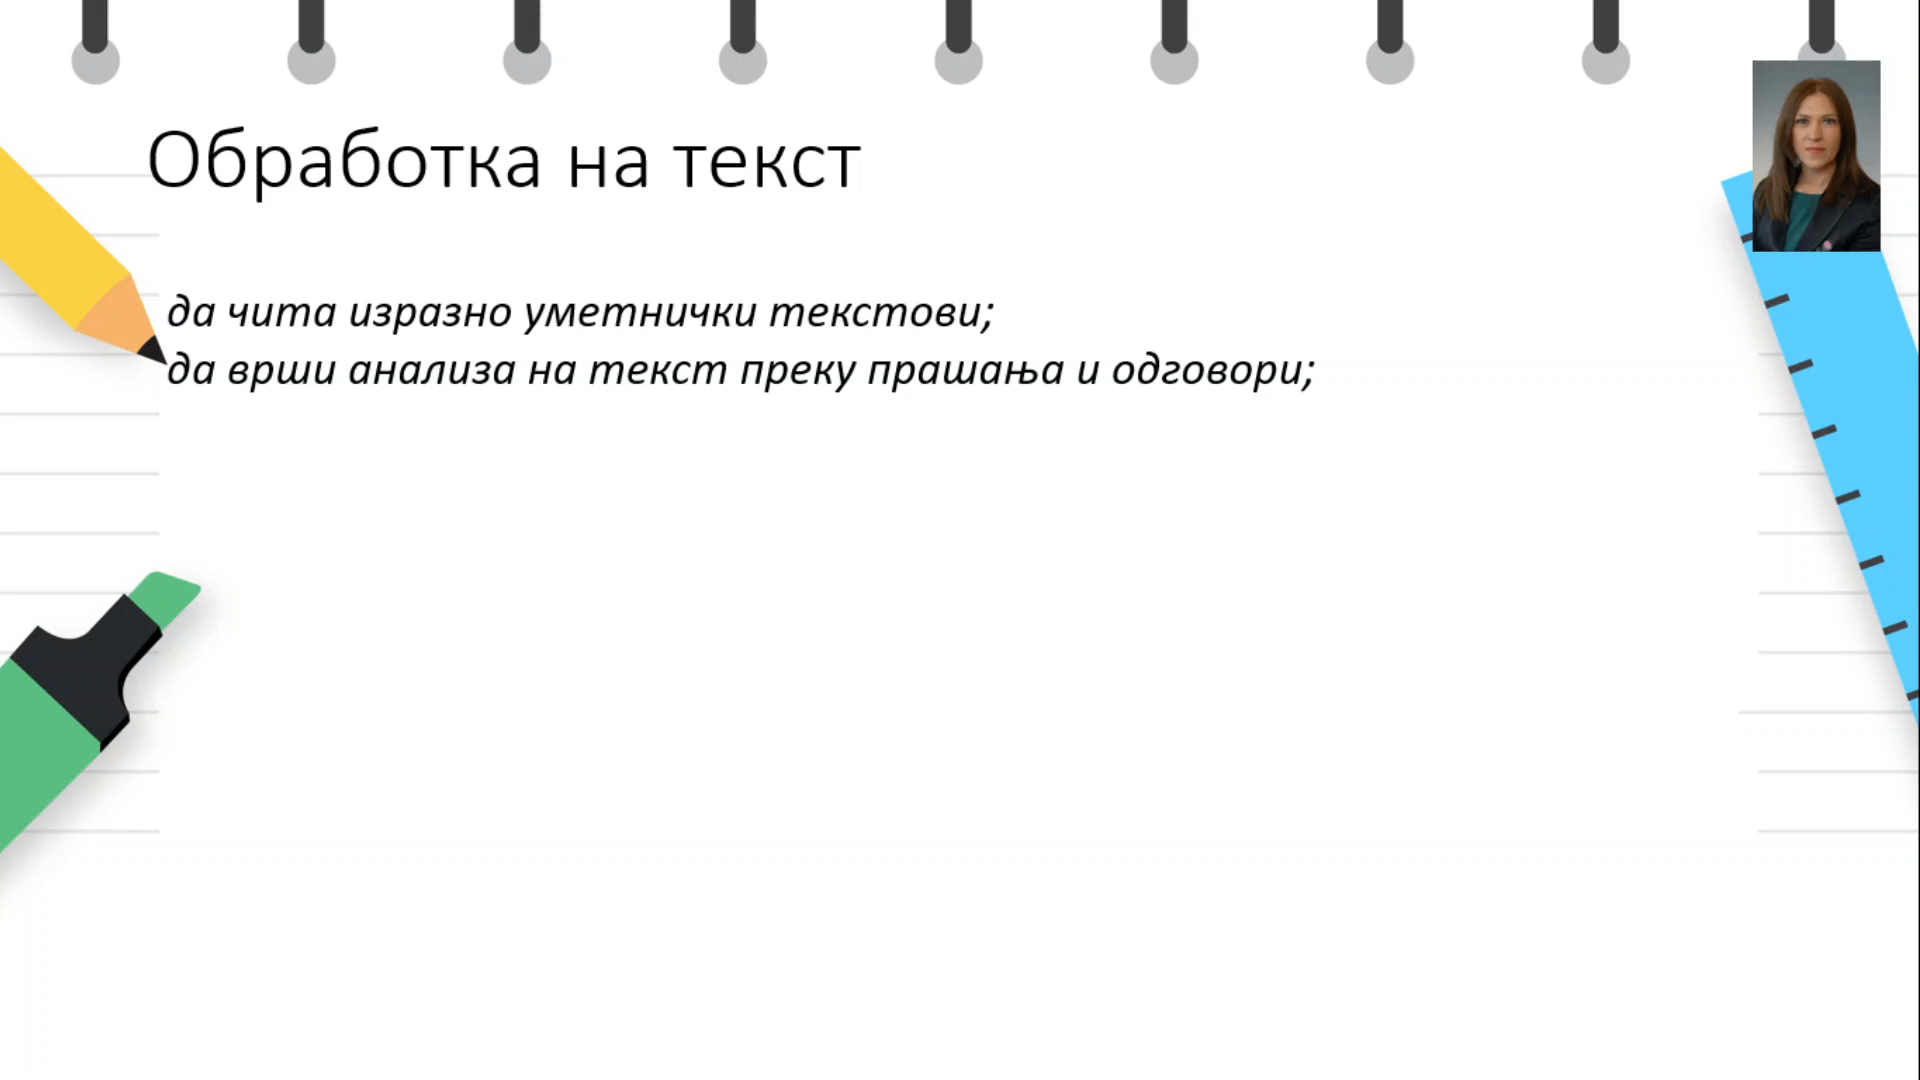 Обработка на текст
да чита изразно уметнички текстови;
да врши анализа на текст преку прашања и одговори;